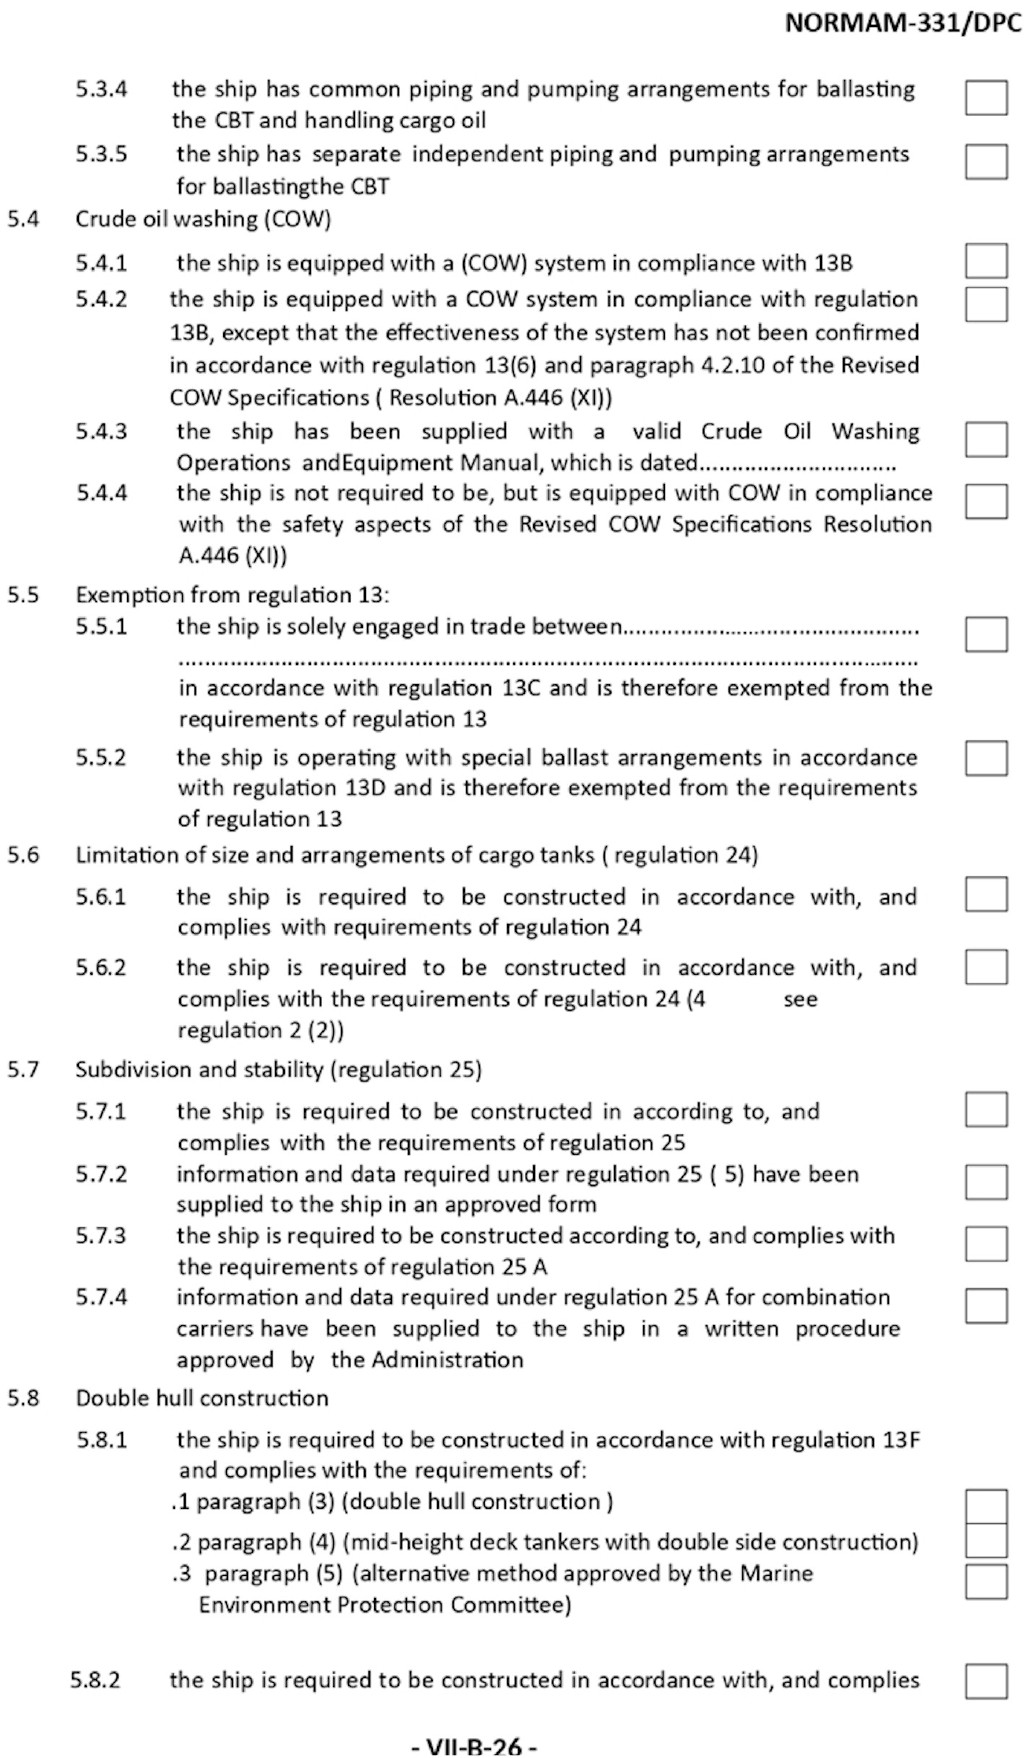 NORMAM-331/DPC
5.3.4 the ship has common piping and pumping arrangements for ballasting
the CBT and handling cargo oil
5.3.5 the ship has separate independent piping and pumping arrangements
for ballastingthe CBT
5.4 Crude oil washing (COW)
5.4.1 the ship is equipped with a (COW) system in compliance with 13B
5.4.2 the ship is equipped with a COW system in compliance with regulation
13B, except that the effectiveness of the system has not been confirmed
in accordance with regulation 13(6) and paragraph 4.2.10 of the Revised
COW Specifications ( Resolution A.446 (XI))
5.4.3 the ship has been supplied with a valid Crude Oil Washing
Operations andEquipment Manual, which is dated..............................
5.4.4 the ship is not required to be, but is equipped with COW in compliance
with the safety aspects of the Revised COW Specifications Resolution
A.446 (XI))
5.5 Exemption from regulation 13:
5.5.1 the ship is solely engaged in trade between.............................................
.................................................................................................................
in accordance with regulation 13C and is therefore exempted from the
requirements of regulation 13
5.5.2 the ship is operating with special ballast arrangements in accordance
with regulation 13D and is therefore exempted from the requirements
of regulation 13
5.6 Limitation of size and arrangements of cargo tanks ( regulation 24)
5.6.1 the ship is required to be constructed in accordance with, and
complies with requirements of regulation 24
5.6.2 the ship is required to be constructed in accordance with, and
complies with the requirements of regulation 24 (4 see
regulation 2 (2))
5.7 Subdivision and stability (regulation 25)
5.7.1 the ship is required to be constructed in according to, and
complies with the requirements of regulation 25
5.7.2 information and data required under regulation 25 ( 5) have been
supplied to the ship in an approved form
5.7.3 the ship is required to be constructed according to, and complies with
the requirements of regulation 25 A
5.7.4 information and data required under regulation 25 A for combination
carriers have been supplied to the ship in a written procedure
approved by the Administration
5.8 Double hull construction
5.8.1 the ship is required to be constructed in accordance with regulation 13F
and complies with the requirements of:
.1 paragraph (3) (double hull construction )
.2 paragraph (4) (mid-height deck tankers with double side construction)
.3 paragraph (5) (alternative method approved by the Marine
Environment Protection Committee)
5.8.2 the ship is required to be constructed in accordance with, and complies
- VII-B-26 -